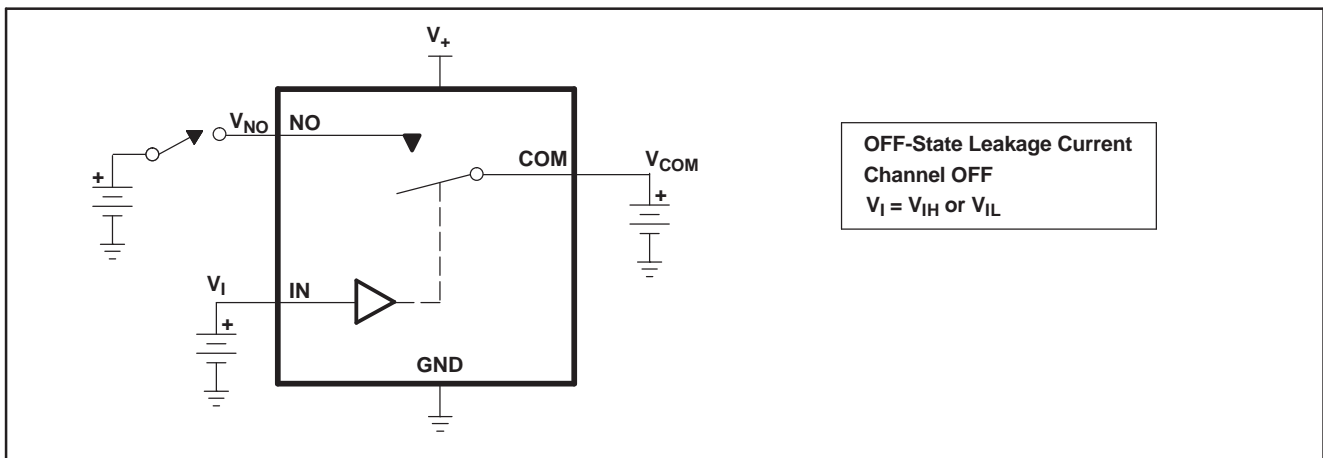 V+
VNO
NO
COM
VCOM
+
+
VI
IN
+
GND
OFF-State Leakage Current
Channel OFF
VI = VIH or VIL